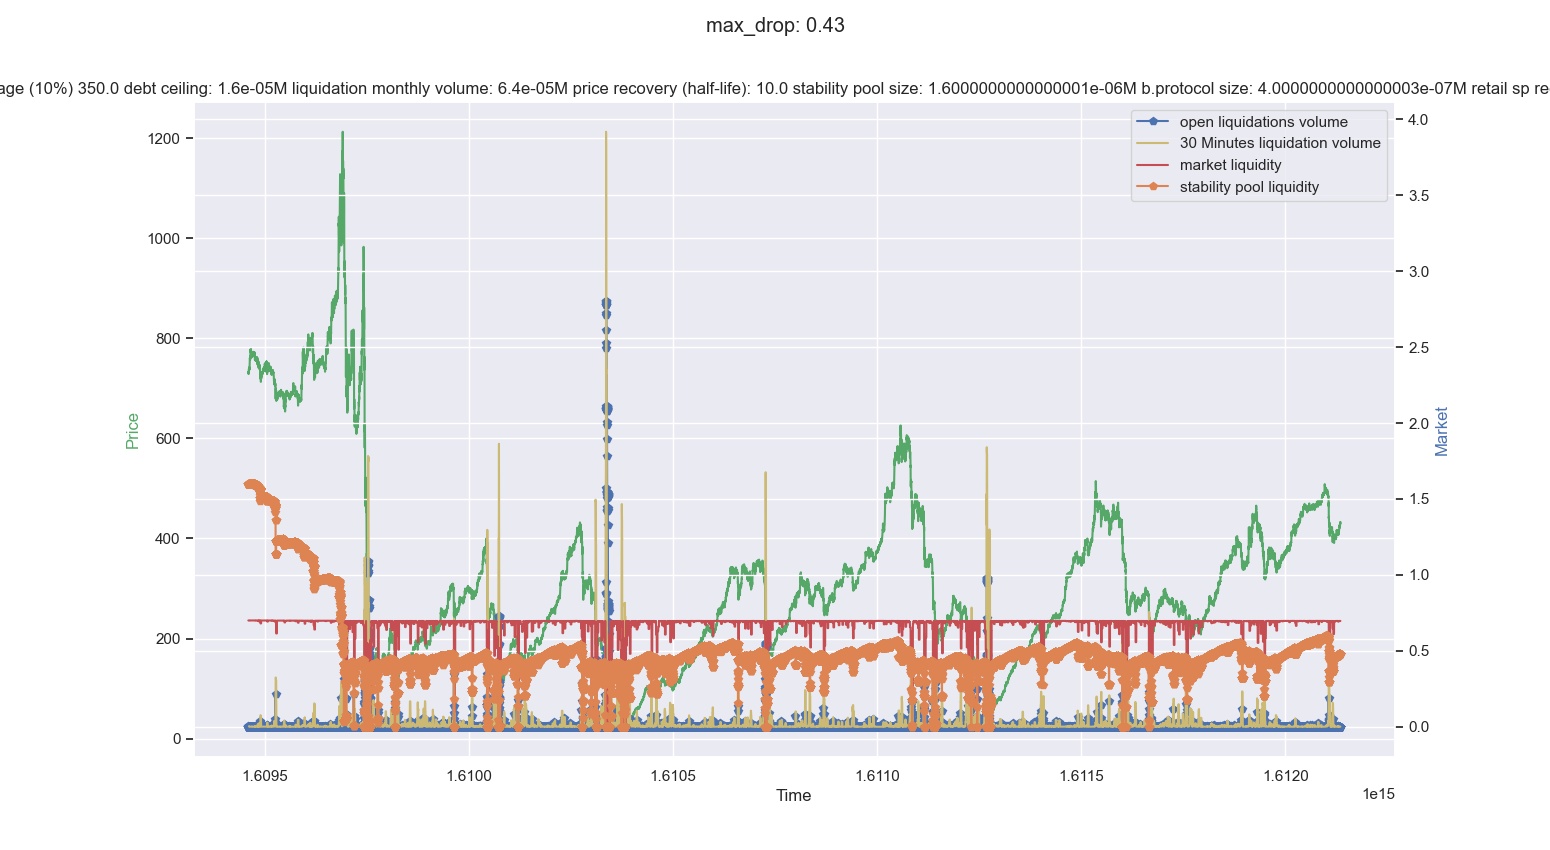 max_drop: 0.43
age (10%) 350.0 debt ceiling: 1.6e-05M liquidation monthly volume: 6.4e-05M price recovery (half-life): 10.0 stability pool size: 1.6000000000000001e-06M b.protocol size: 4.0000000000000003e-07M retail sp re
open liquidations volume
30 Minutes liquidation volume
market liquidity
stability pool liquidity
1200
1000
800
600
400
200
0
Price
4.0
3.5
3.0
2.5
2.0
1.5
1.0
0.5
0.0
Market
1.6095 1.6100 1.6105 1.6110 1.6115 1.6120
Time
1e15